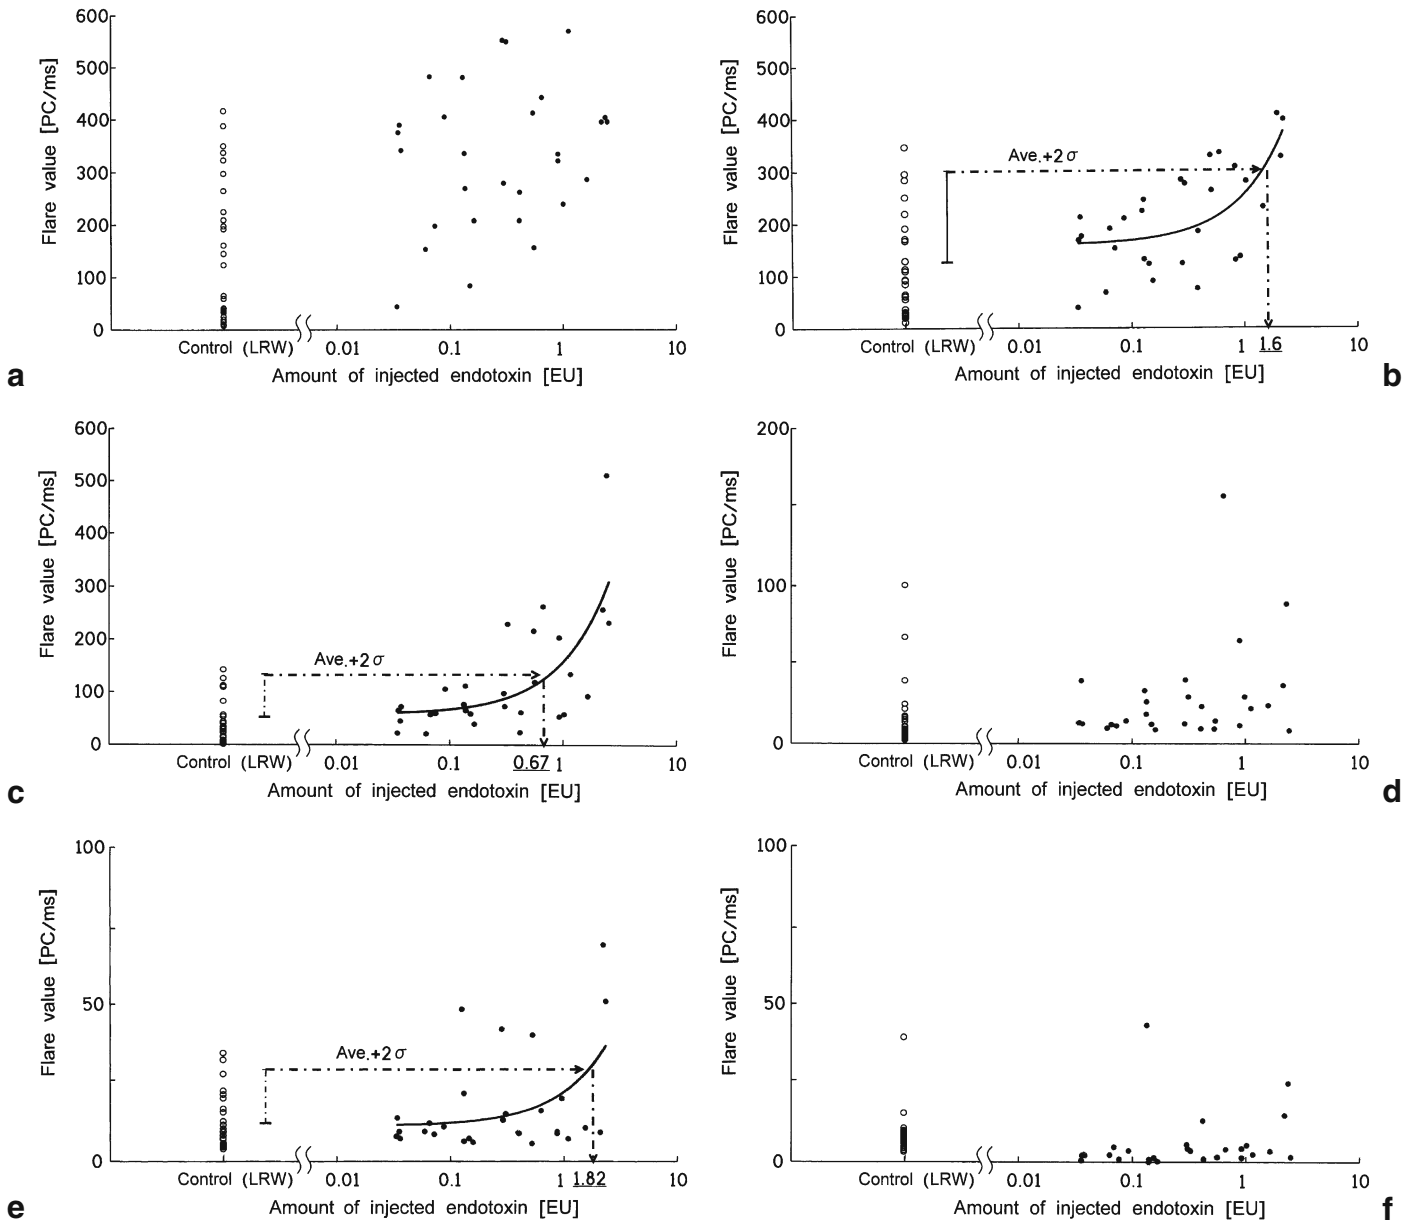 600
500
400
300
200
100
0
Flare value [PC/ms]
Control (LRW) 0.01 0.1 1 10
Amount of injected endotoxin [EU]
a
600
500
400
300
200
100
0
Flare value [PC/ms]
Ave.+2σ
Control (LRW) 0.01 0.1 1 1.6 10
Amount of injected endotoxin [EU]
b
600
500
400
300
200
100
0
Flare value [PC/ms]
Ave.+2σ
Control (LRW) 0.01 0.1 0.67 1 10
Amount of injected endotoxin [EU]
c
200
100
0
Flare value [PC/ms]
Control (LRW) 0.01 0.1 1 10
Amount of injected endotoxin [EU]
d
100
50
0
Flare value [PC/ms]
Ave.+2σ
Control (LRW) 0.01 0.1 1 1.82 10
Amount of injected endotoxin [EU]
e
100
50
0
Flare value [PC/ms]
Control (LRW) 0.01 0.1 1 10
Amount of injected endotoxin [EU]
f